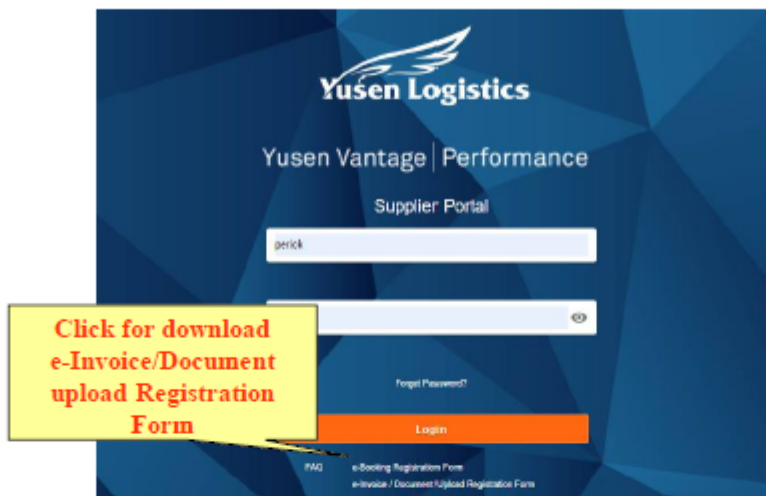 Yusen Logistics
Yusen Vantage | Performance
Supplier Portal
perick
Click for download
e-Invoice/Document
upload Registration
Form
Forgot Password?
Login
FAQ e-Booking Registration Form
e-Invoice / Document Upload Registration Form